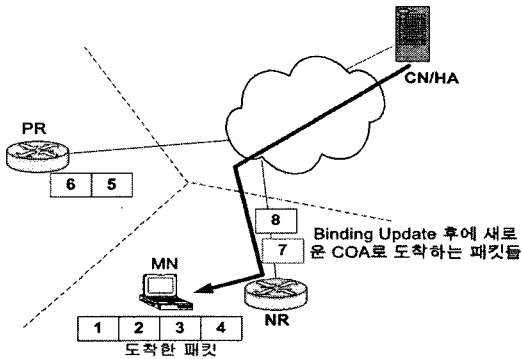 CN/HA
PR
6 5
8
7
Binding Update 후에 새로
운 COA로 도착하는 패킷들
MN
NR
1 2 3 4
도착한 패킷